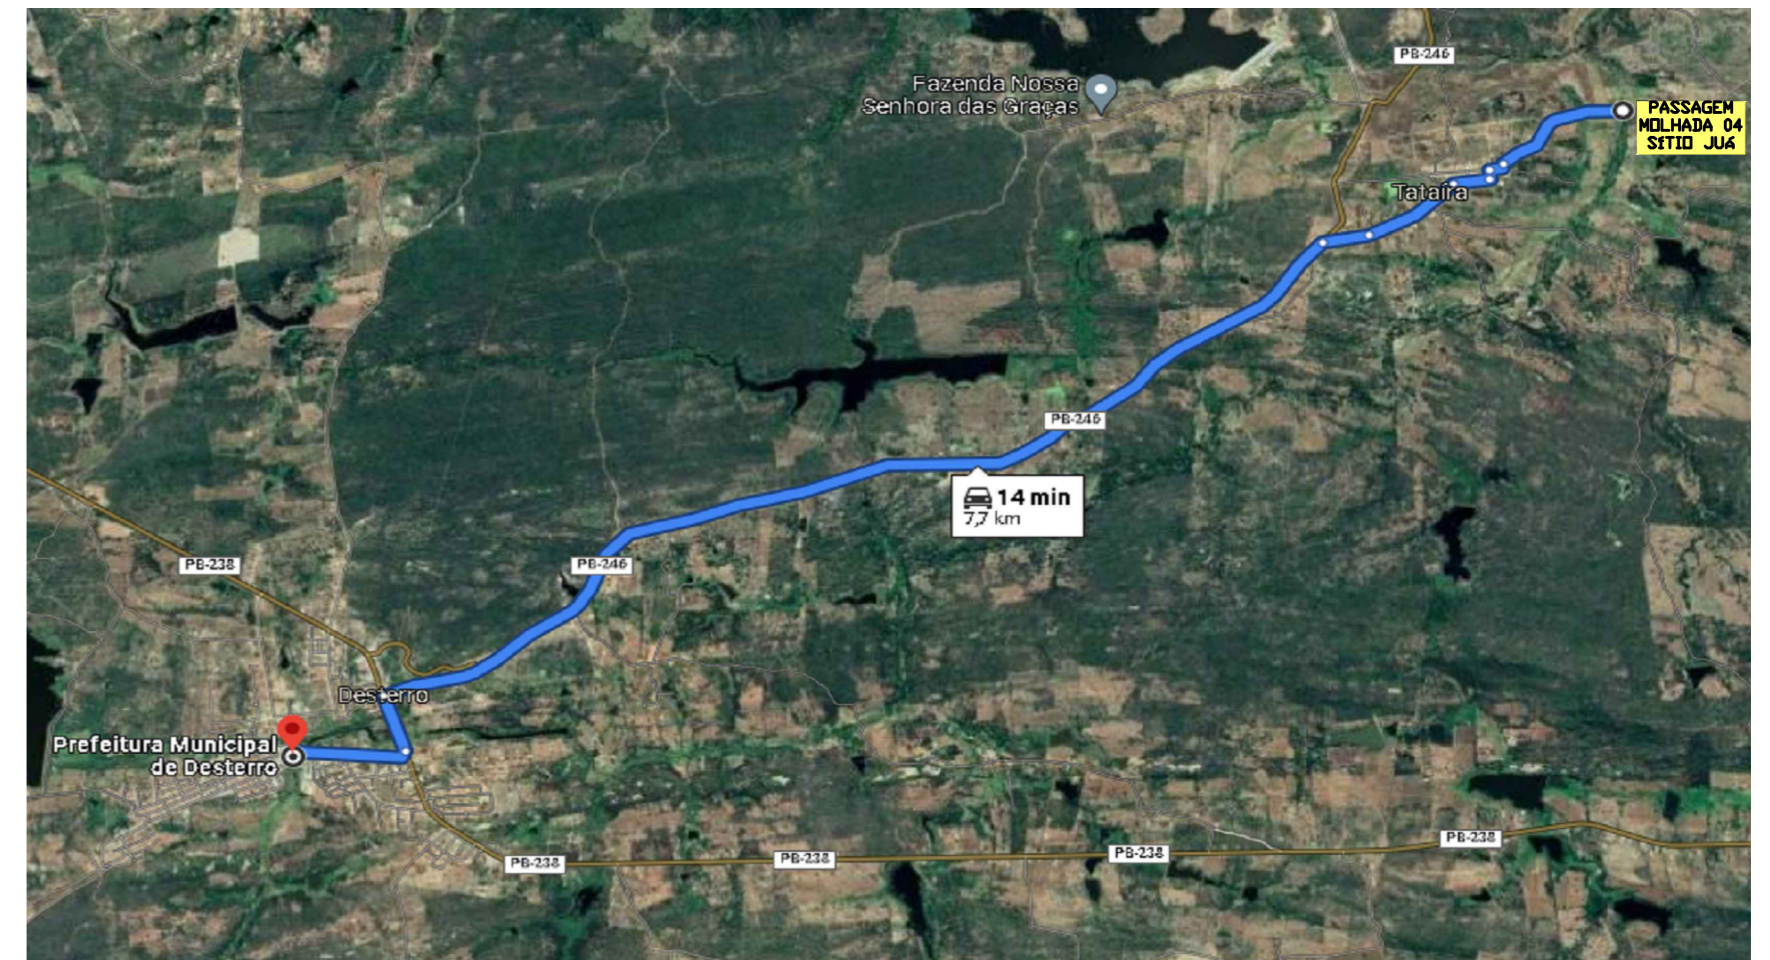 PB-246
Fazenda Nossa
Senhora das Graças
PASSAGEM
MOLHADA 04
SíTIO JUá
Tataíra
PB-246
14 min
7,7 km
PB-238
PB-246
Desterro
Prefeitura Municipal
de Desterro
PB-238
PB-238
PB-238
PB-238